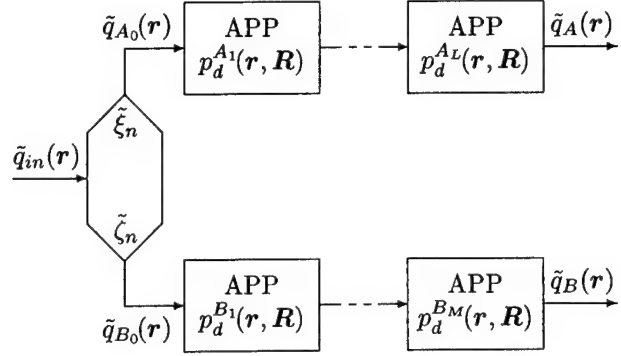 q̃_{A_0}(r)
APP
p_d^{A_1}(r, R)
APP
p_d^{A_L}(r, R)
q̃_A(r)
ξ̃_n
q̃_{in}(r)
ζ̃_n
q̃_{B_0}(r)
APP
p_d^{B_1}(r, R)
APP
p_d^{B_M}(r, R)
q̃_B(r)